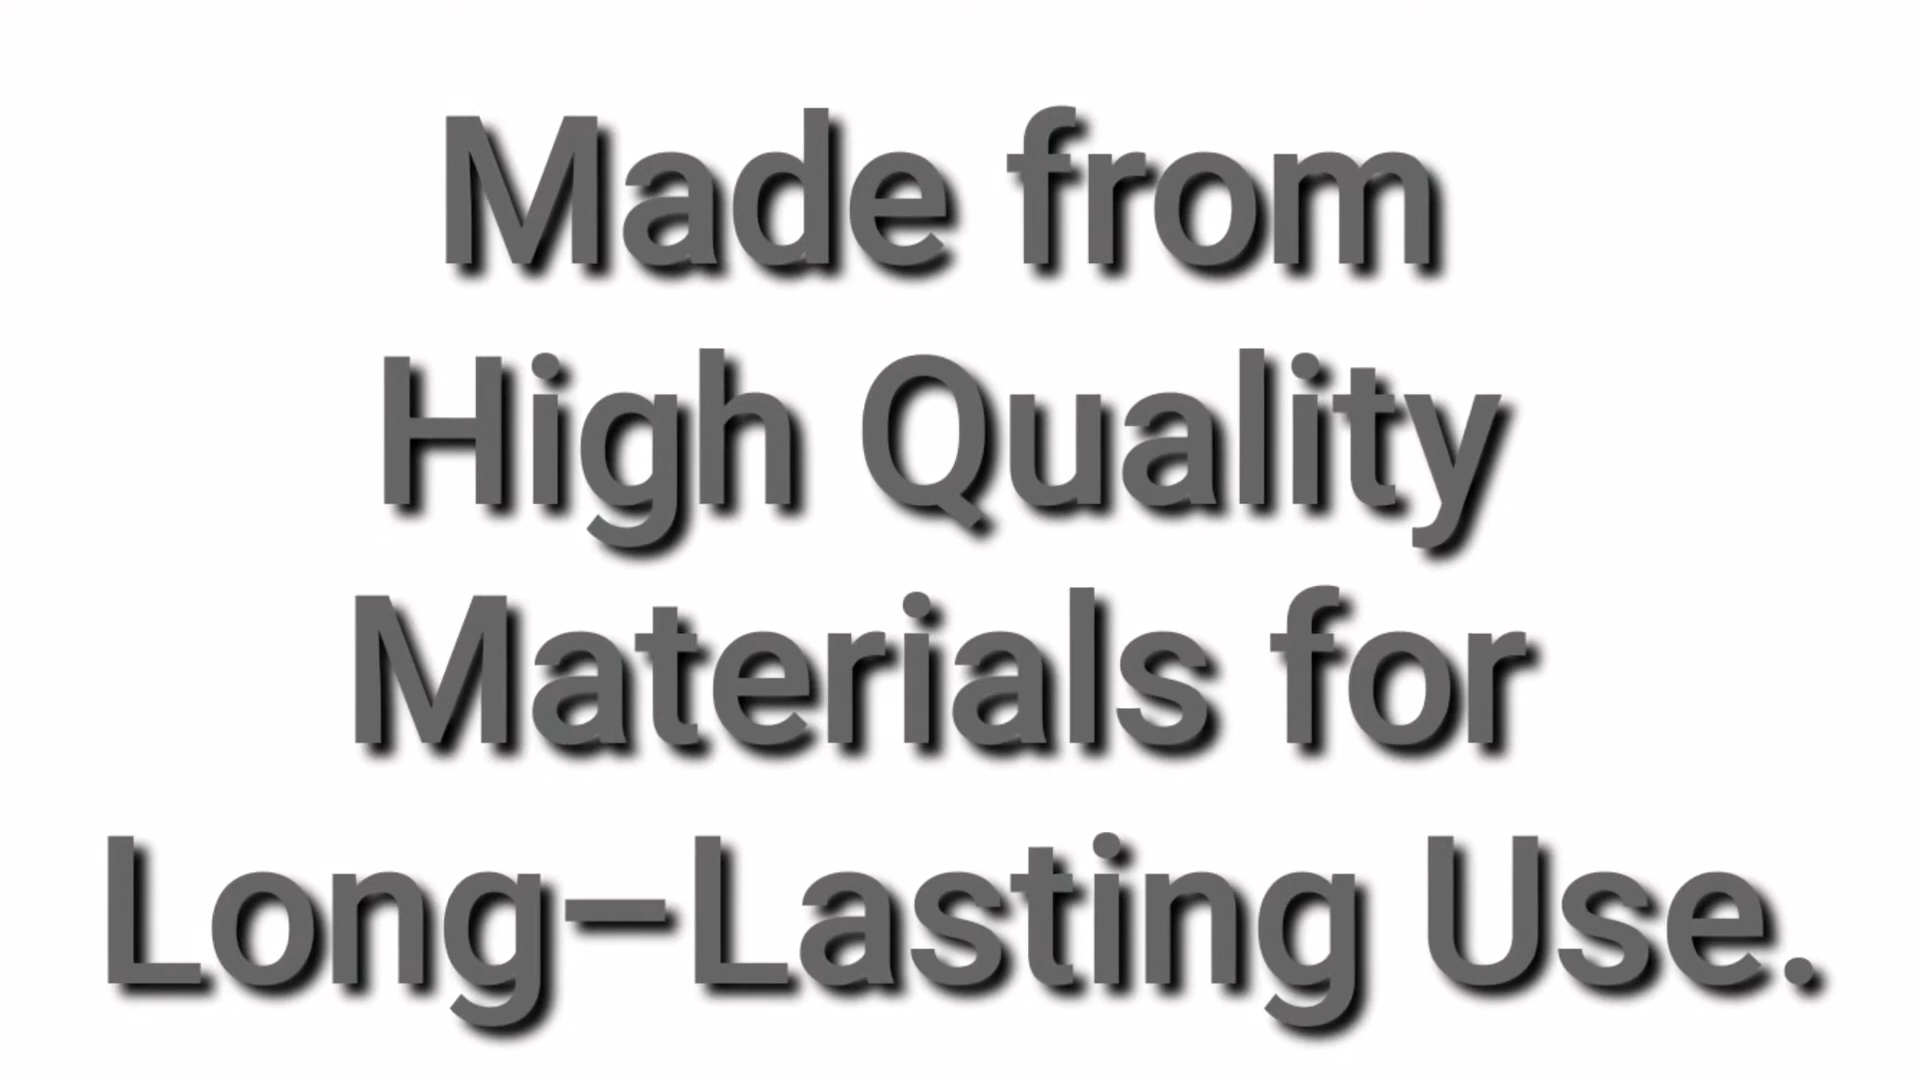 Made from
High Quality
Materials for
Long–Lasting Use.